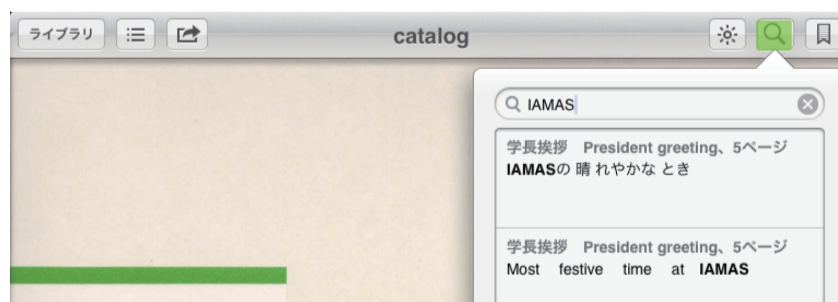 ライブラリ
catalog
IAMAS
学長挨拶 President greeting、5ページ
IAMASの 晴 れやかな とき
学長挨拶 President greeting、5ページ
Most festive time at IAMAS